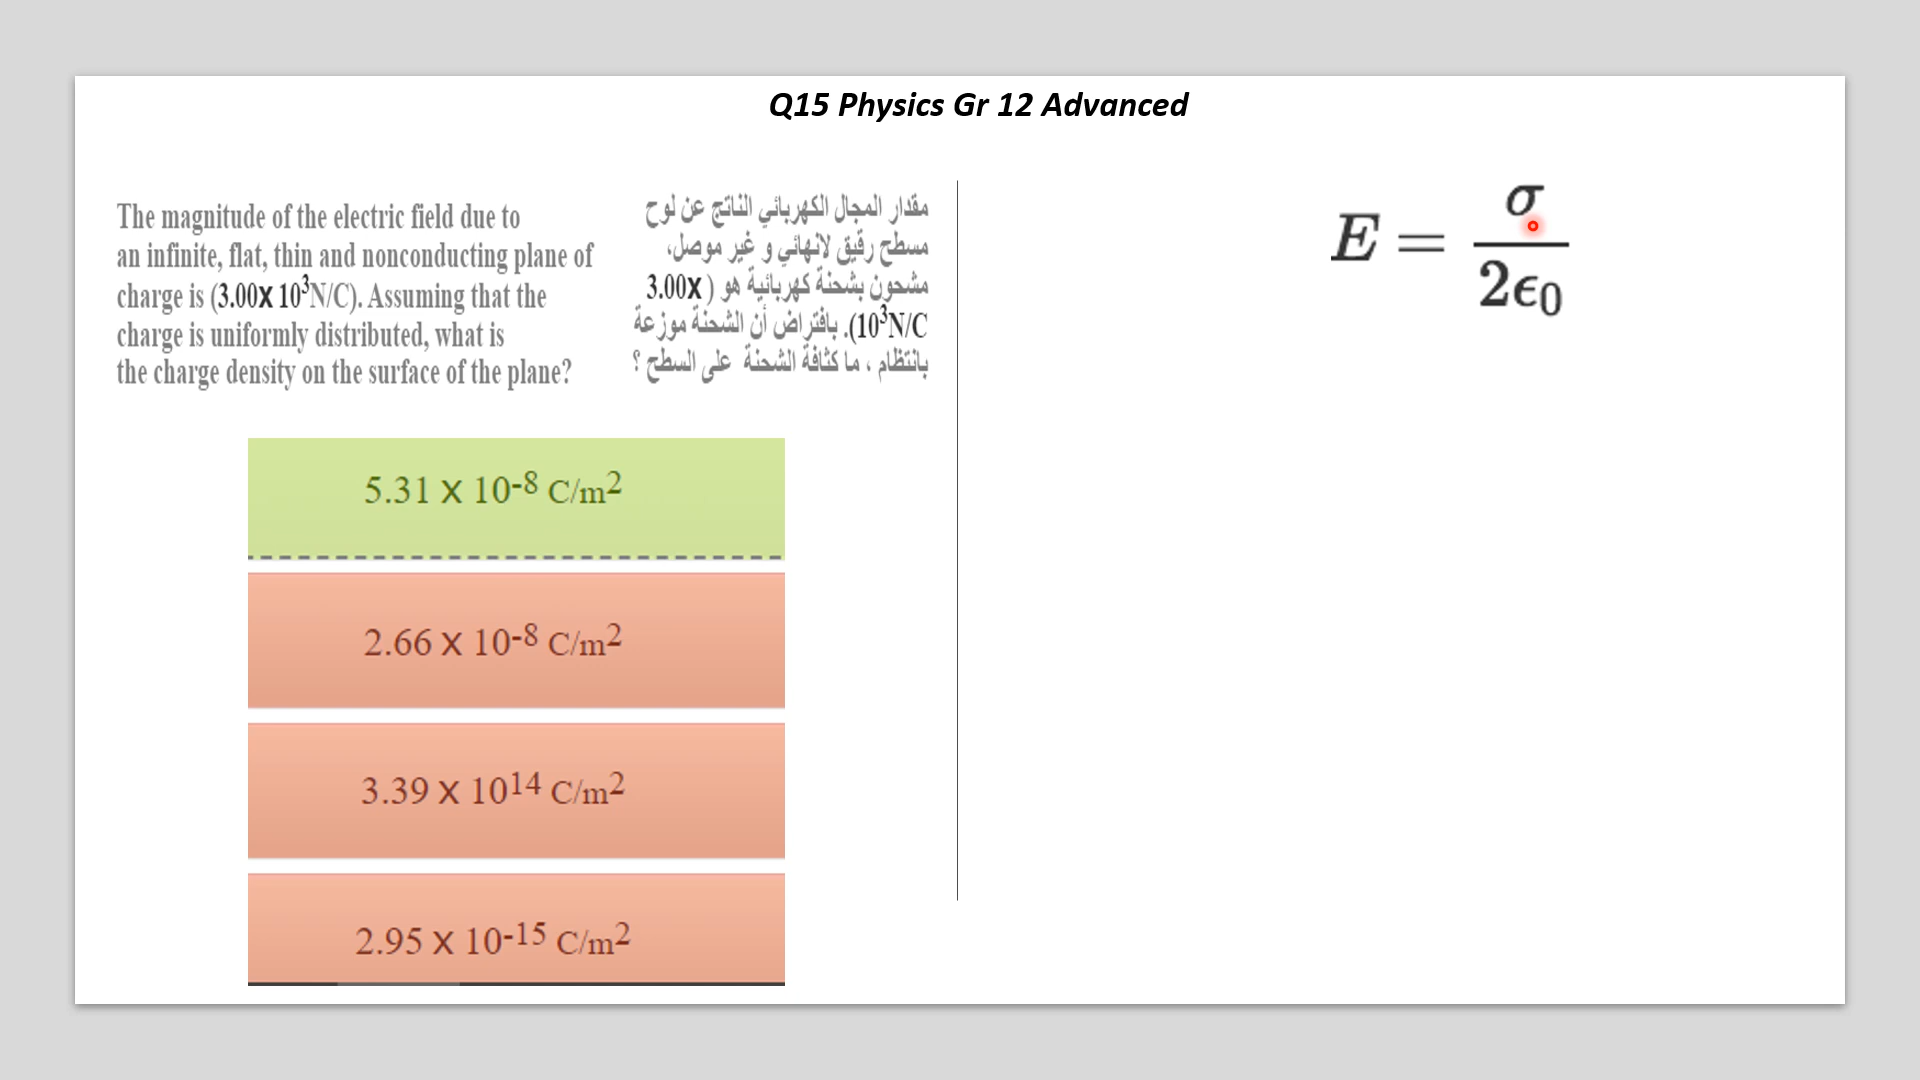 Q15 Physics Gr 12 Advanced
The magnitude of the electric field due to
an infinite, flat, thin and nonconducting plane of
charge is (3.00X 10³N/C). Assuming that the
charge is uniformly distributed, what is
the charge density on the surface of the plane?
مقدار المجال الكهربائي الناتج عن لوح
مسطح رقيق لانهائي و غير موصل،
مشحون بشحنة كهربائية هو ( 3.00X
10³N/C). بافتراض أن الشحنة موزعة
بانتظام ، ما كثافة الشحنة على السطح ؟
E = σ / 2ϵ₀
5.31 X 10⁻⁸ C/m²
2.66 X 10⁻⁸ C/m²
3.39 X 10¹⁴ C/m²
2.95 X 10⁻¹⁵ C/m²